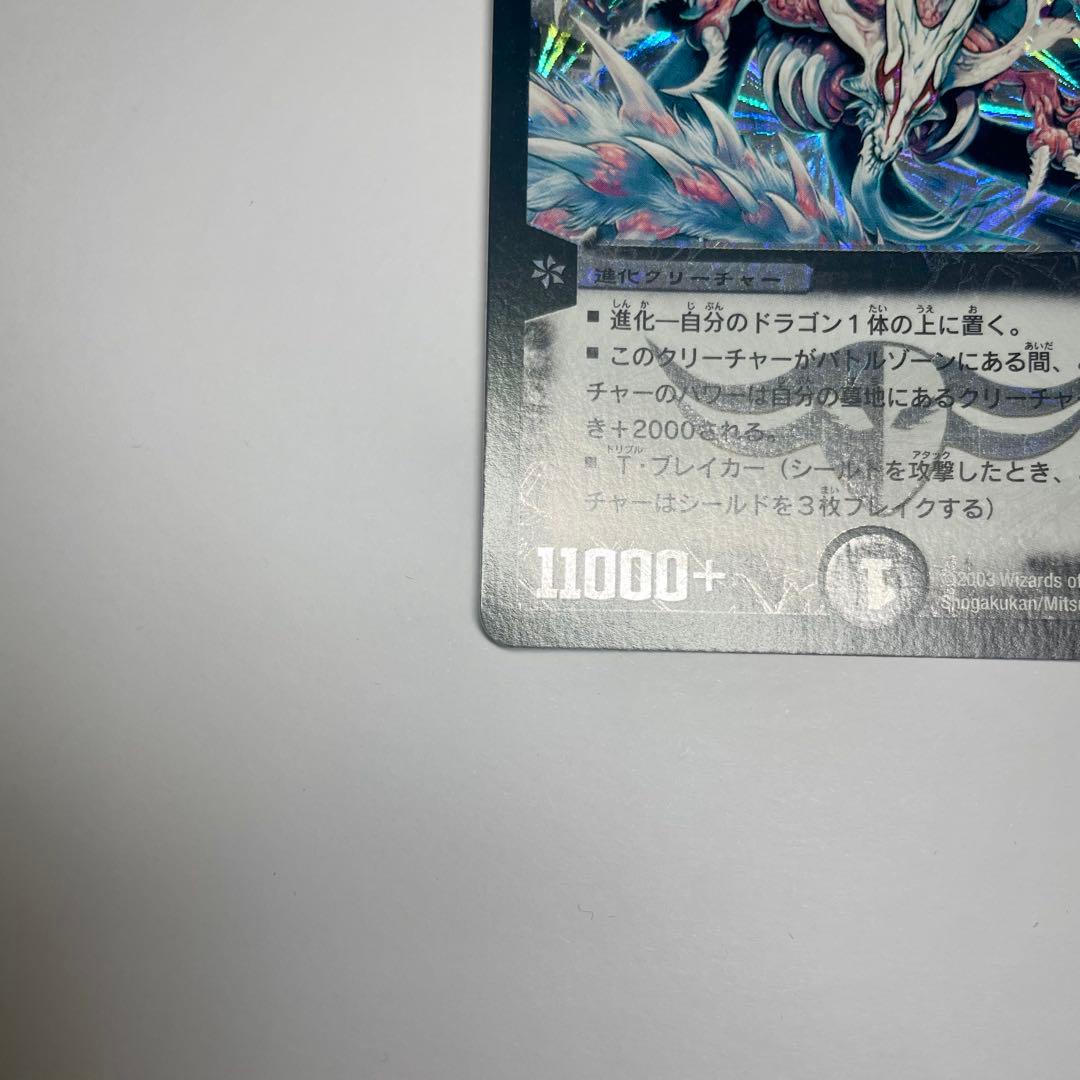 進化クリーチャー
■ 進化―自分のドラゴン1体の上に置く。
■ このクリーチャーがバトルゾーンにある間、
チャーのパワーは自分の墓地にあるクリーチャ
き+2000される。
■ T・ブレイカー (シールドを攻撃したとき、
チャーはシールドを3枚ブレイクする)
11000+
©2003 Wizards of
Shogakukan/Mits